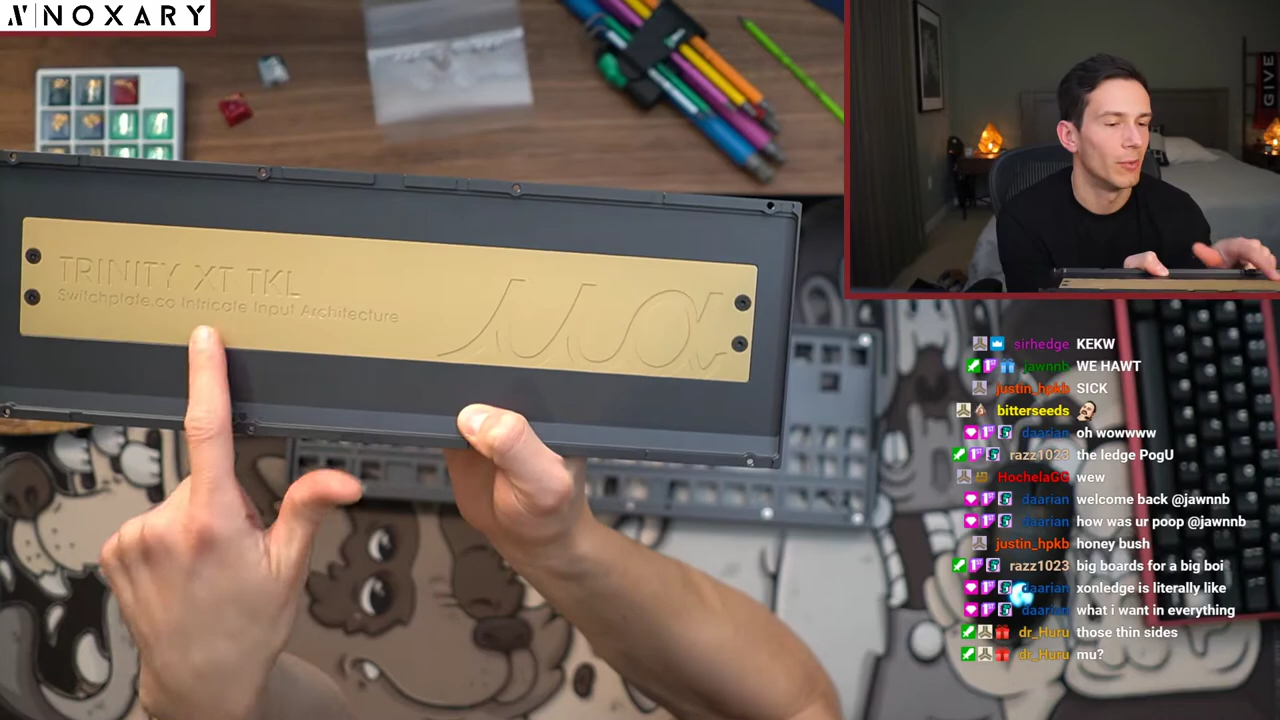 NOXARY
GIVE
TRINITY XT TKL
Switchplate.co Intricate Input Architecture
sirhedge KEKW
jawnnb WE HAWT
justin_hpkb SICK
bitterseeds
daarian oh wowwww
razz1023 the ledge PogU
HochelaGG wew
daarian welcome back @jawnnb
daarian how was ur poop @jawnnb
justin_hpkb honey bush
razz1023 big boards for a big boi
daarian xonledge is literally like
daarian what i want in everything
dr_Huru those thin sides
dr_Huru mu?